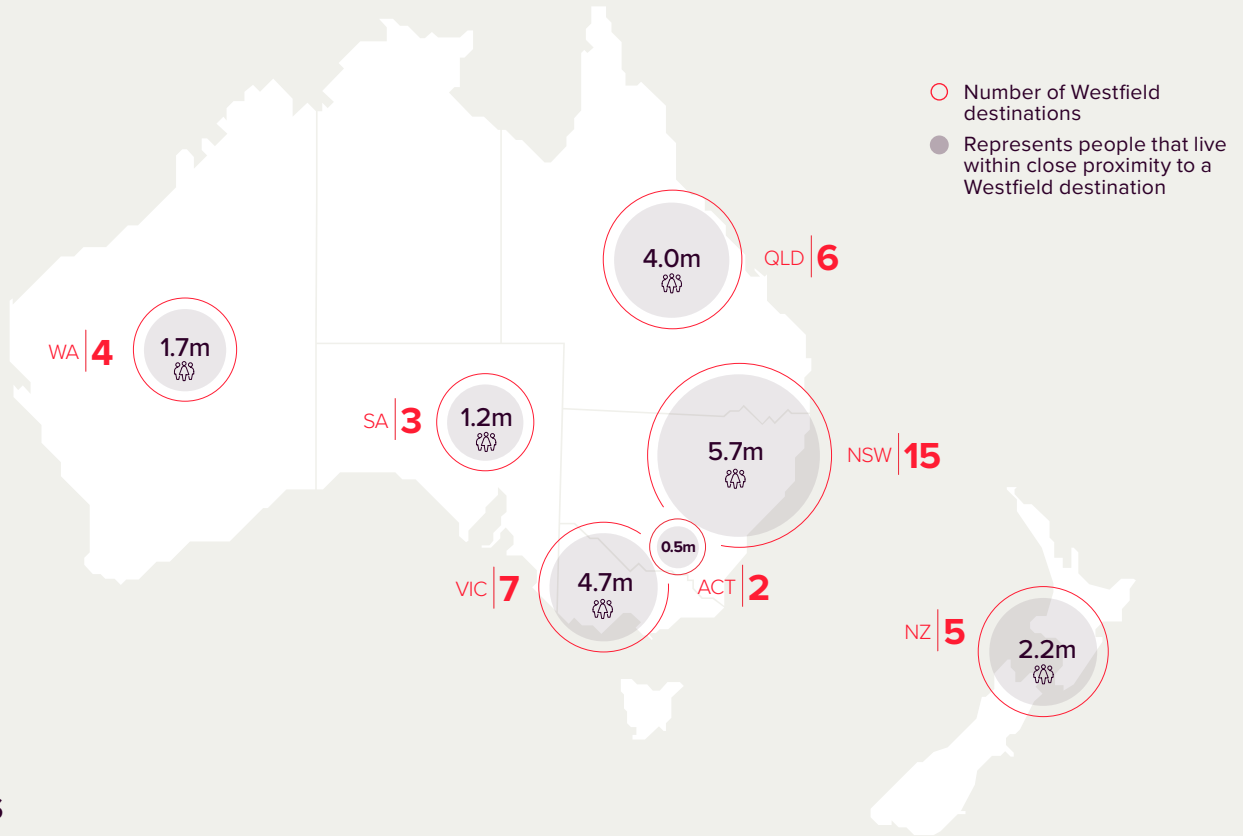 Number of Westfield
destinations
Represents people that live
within close proximity to a
Westfield destination
4.0m
QLD 6
WA 4
1.7m
SA 3
1.2m
5.7m
NSW 15
0.5m
VIC 7
4.7m
ACT 2
NZ 5
2.2m
s